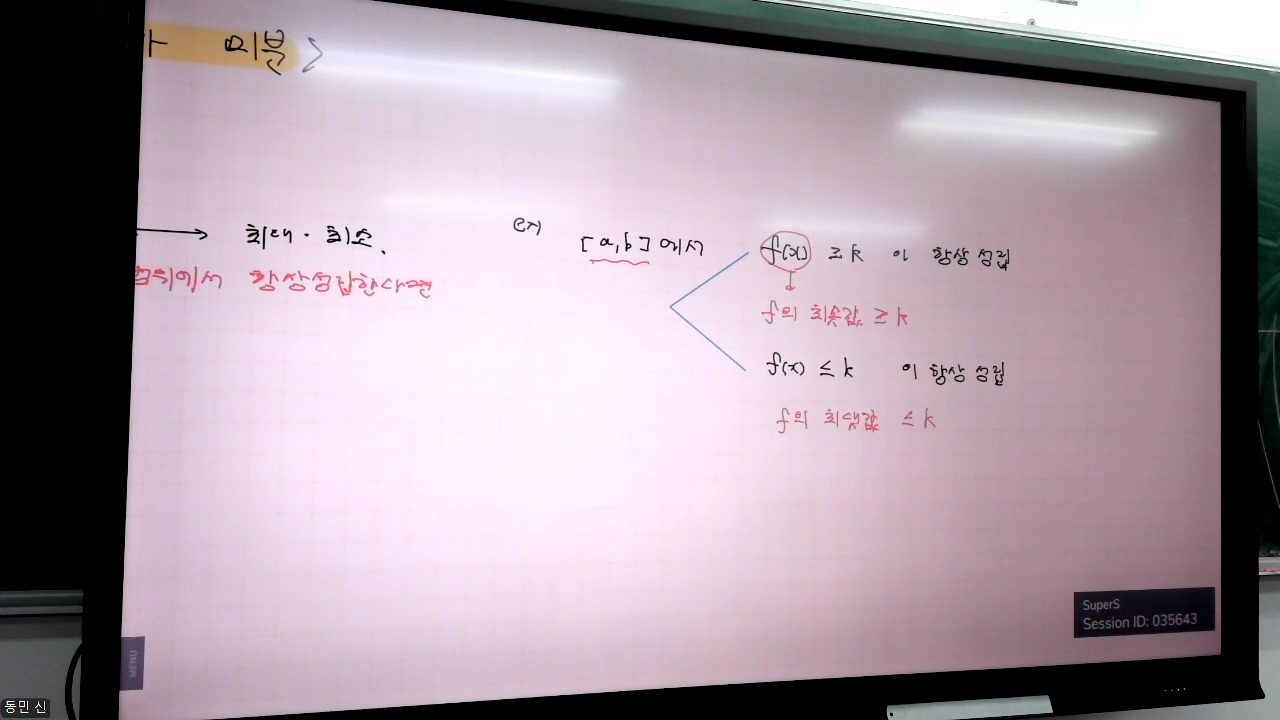 미분 >
→ 최대 · 최소.
범위에서 항상성립한다면
ex) [a, b] 에서
f(x) ≥ k 이 항상 성립
f의 최솟값 ≥ k
f(x) ≤ k 이 항상 성립
f의 최댓값 ≤ k
SuperS
Session ID: 035643
MENU
동민 신